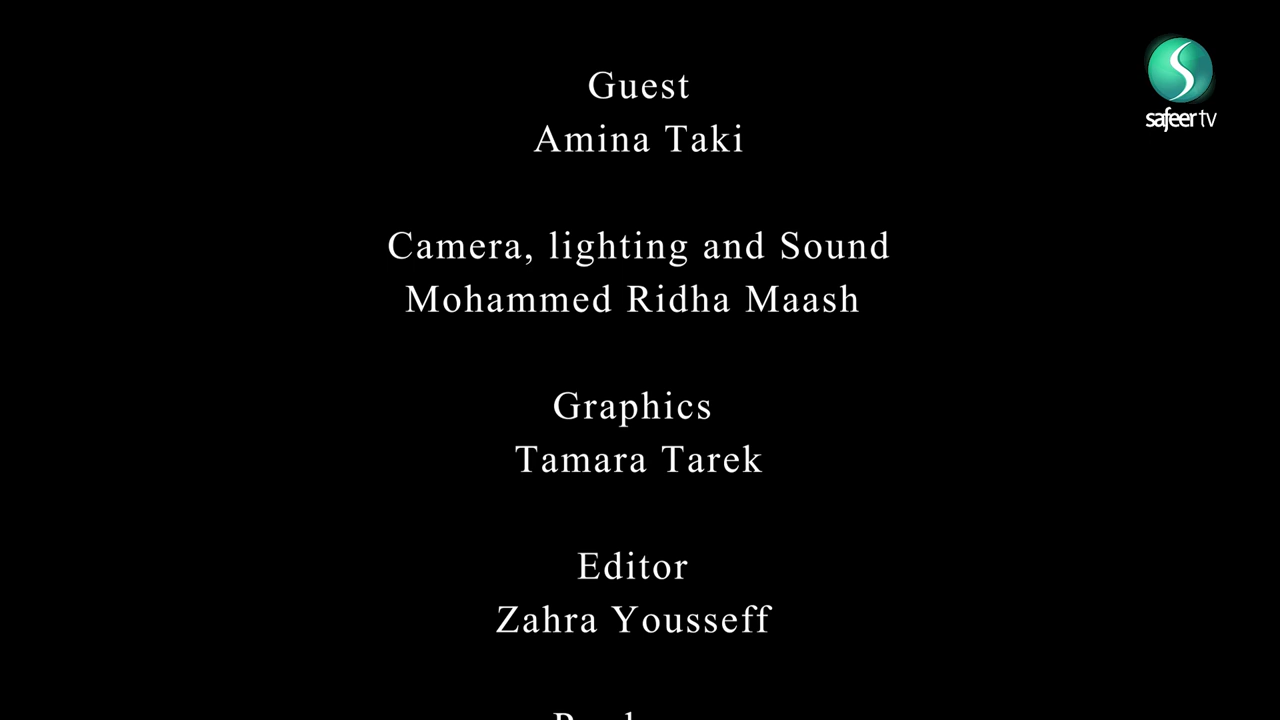 Guest
Amina Taki
Camera, lighting and Sound
Mohammed Ridha Maash
Graphics
Tamara Tarek
Editor
Zahra Yousseff
safeer tv